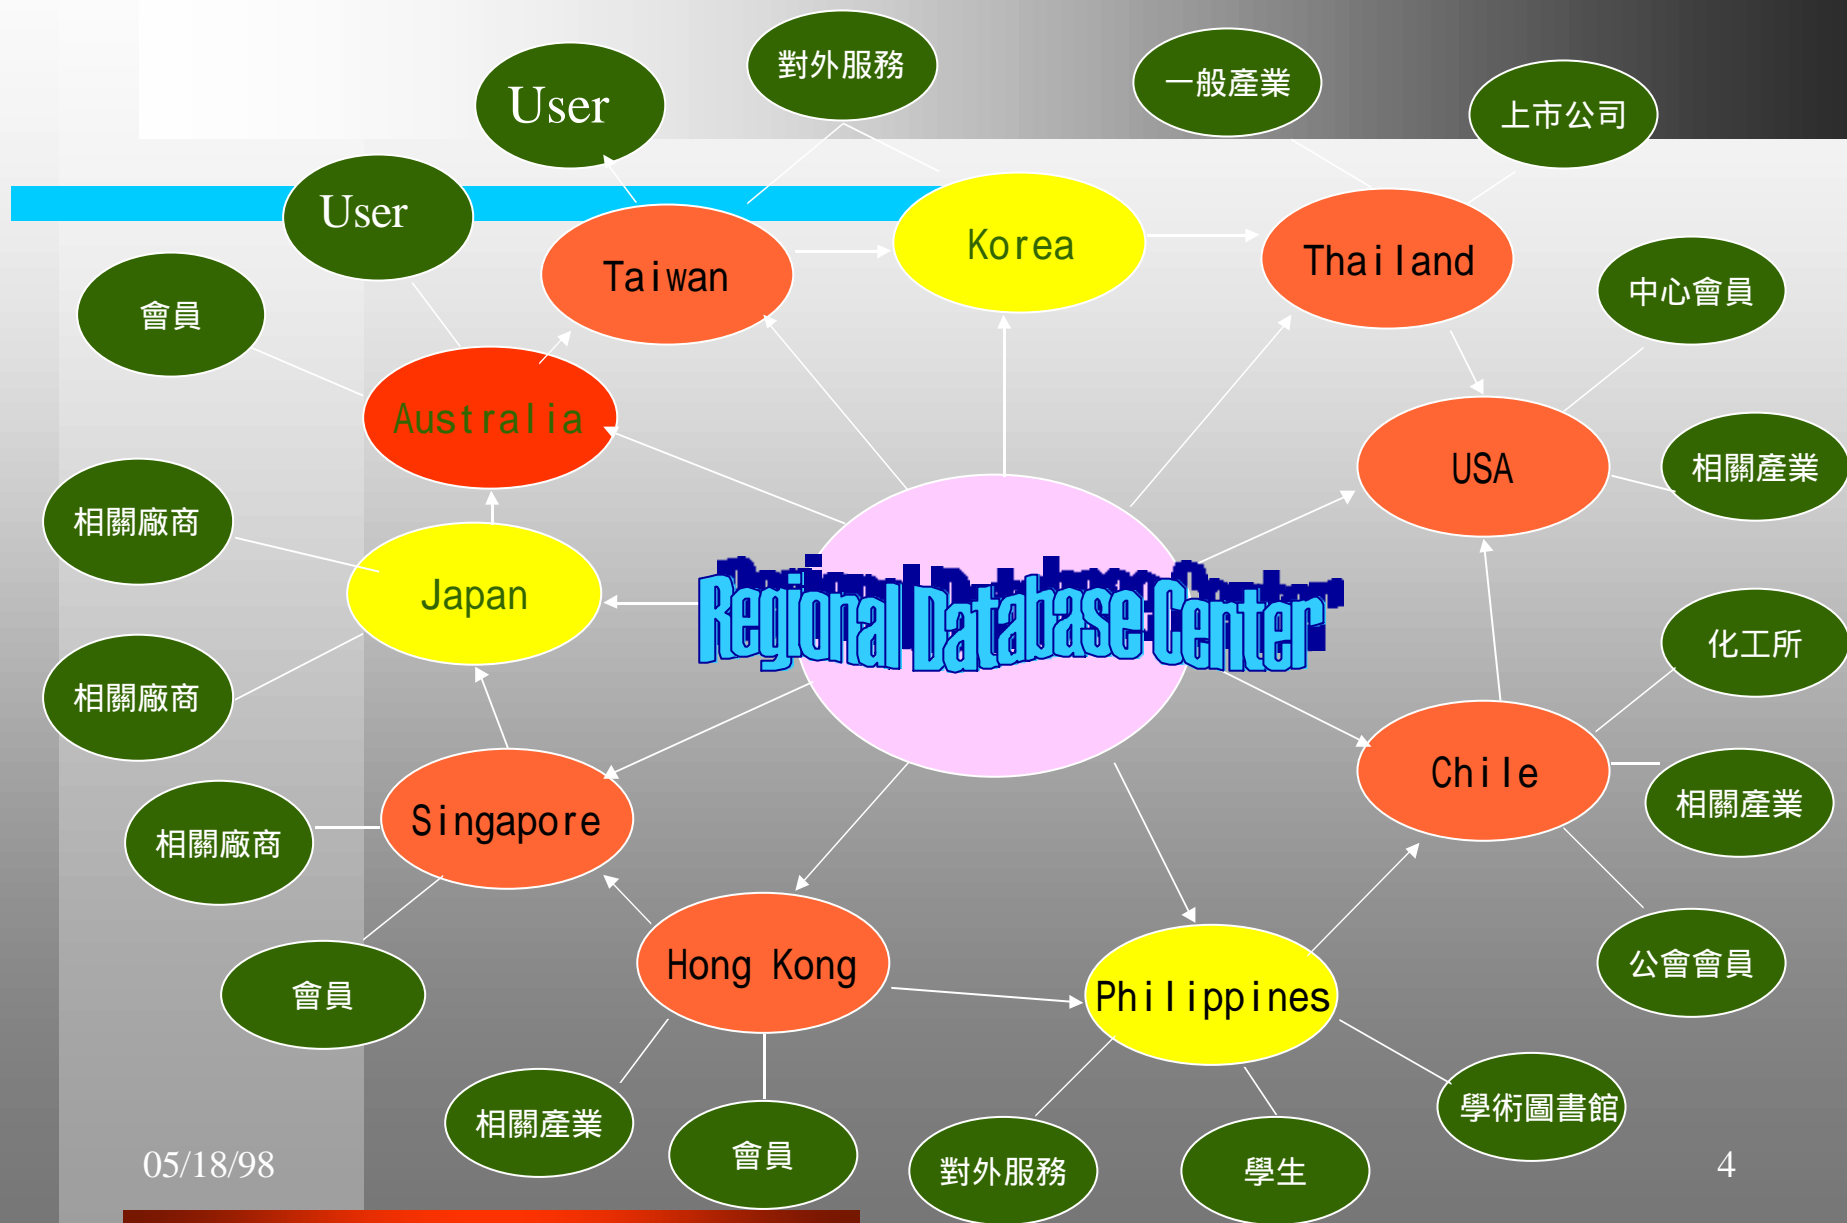 對外服務
一般產業
User
上市公司
User
Korea
Thailand
Taiwan
中心會員
會員
Australia
USA
相關產業
相關廠商
Japan
Regional Database Center
化工所
相關廠商
Chile
相關產業
Singapore
相關廠商
公會會員
Hong Kong
Philippines
會員
學術圖書館
相關產業
會員
對外服務
學生
05/18/98
4